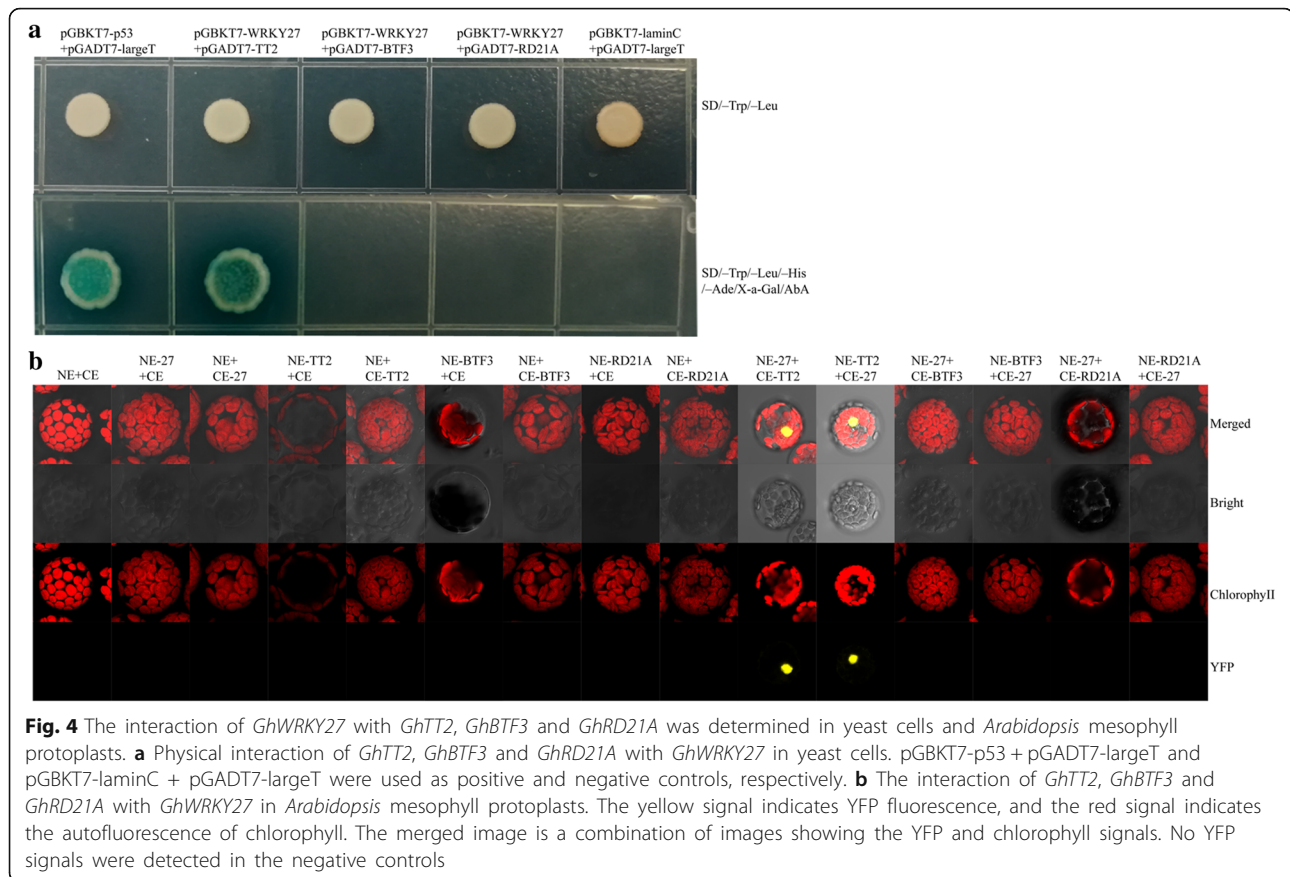 a
pGBKT7-p53 pGBKT7-WRKY27 pGBKT7-WRKY27 pGBKT7-WRKY27 pGBKT7-laminC
+pGADT7-largeT +pGADT7-TT2 +pGADT7-BTF3 +pGADT7-RD21A +pGADT7-largeT
SD/–Trp/–Leu
SD/–Trp/–Leu/–His
/–Ade/X-a-Gal/AbA
b
NE-27 NE+ NE-TT2 NE+ NE-BTF3 NE+ NE-RD21A NE+ NE-27+ NE-TT2 NE-27+ NE-BTF3 NE-27+ NE-RD21A
NE+CE +CE CE-27 +CE CE-TT2 +CE CE-BTF3 +CE CE-RD21A CE-TT2 +CE-27 CE-BTF3 +CE-27 CE-RD21A +CE-27
Merged
Bright
ChlorophyII
YFP
Fig. 4 The interaction of GhWRKY27 with GhTT2, GhBTF3 and GhRD21A was determined in yeast cells and Arabidopsis mesophyll
protoplasts. a Physical interaction of GhTT2, GhBTF3 and GhRD21A with GhWRKY27 in yeast cells. pGBKT7-p53 + pGADT7-largeT and
pGBKT7-laminC + pGADT7-largeT were used as positive and negative controls, respectively. b The interaction of GhTT2, GhBTF3 and
GhRD21A with GhWRKY27 in Arabidopsis mesophyll protoplasts. The yellow signal indicates YFP fluorescence, and the red signal indicates
the autofluorescence of chlorophyll. The merged image is a combination of images showing the YFP and chlorophyll signals. No YFP
signals were detected in the negative controls